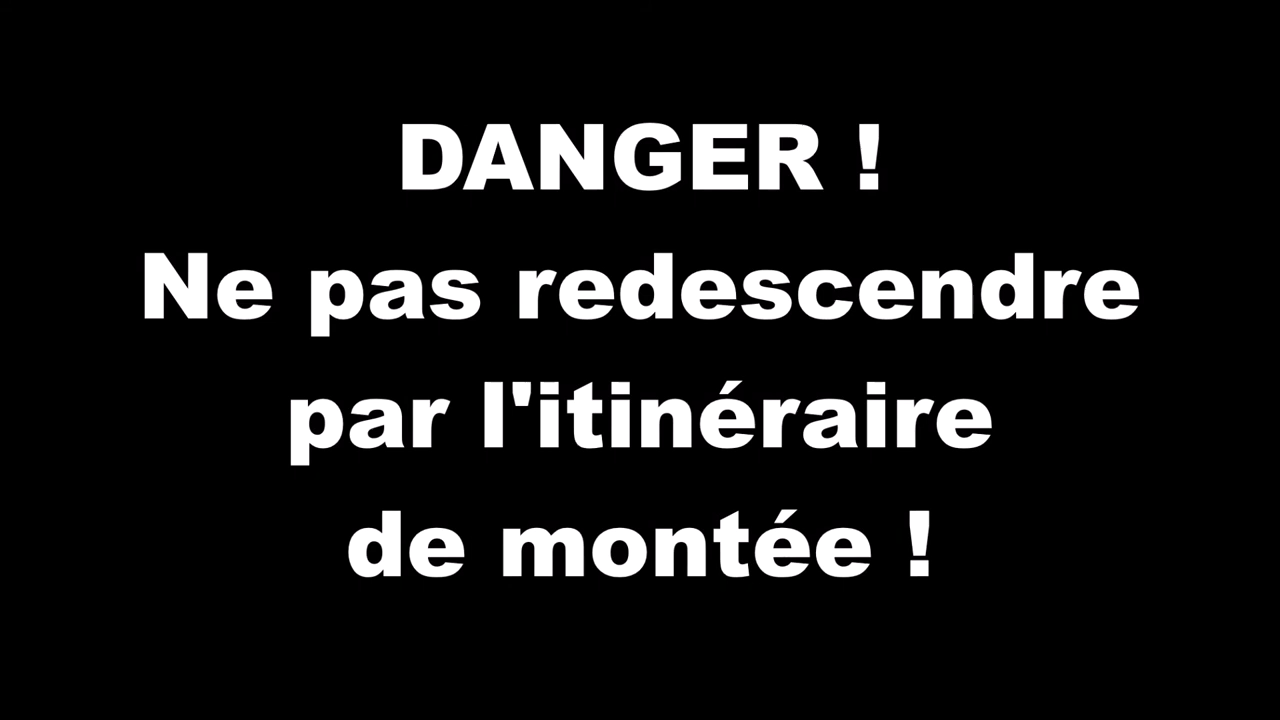 DANGER !
Ne pas redescendre
par l'itinéraire
de montée !